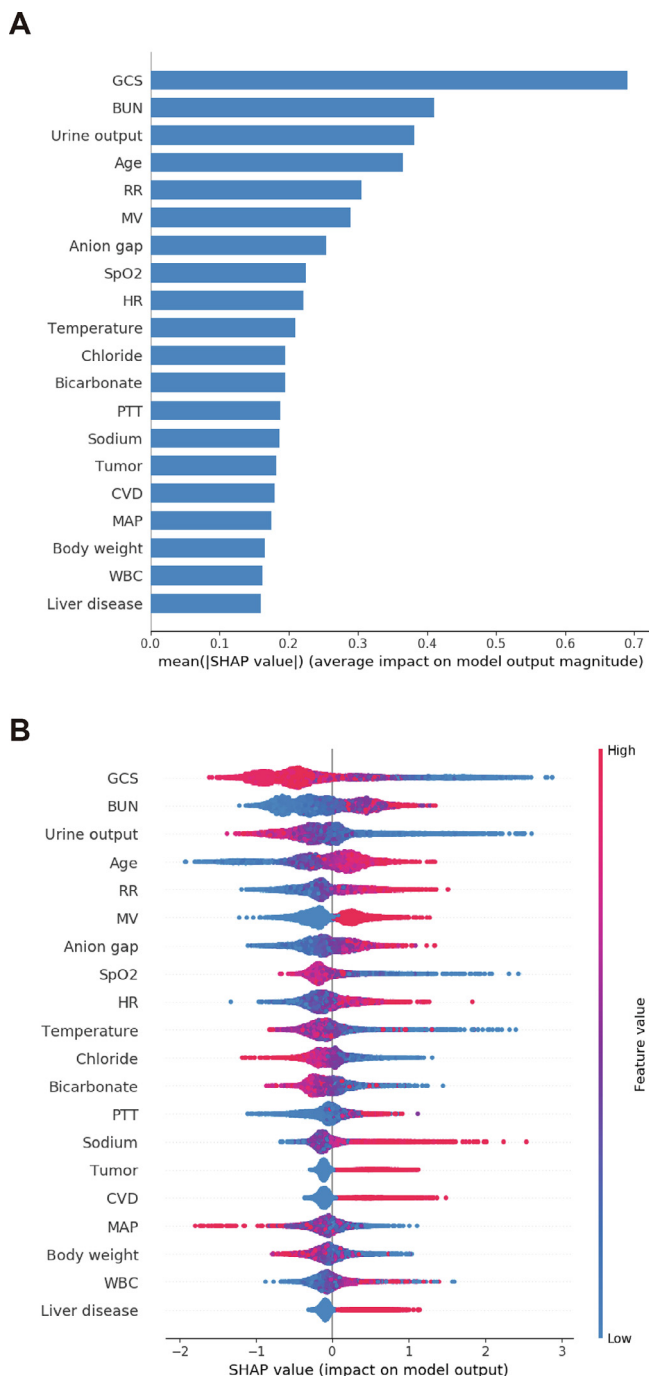 A
GCS
BUN
Urine output
Age
RR
MV
Anion gap
SpO2
HR
Temperature
Chloride
Bicarbonate
PTT
Sodium
Tumor
CVD
MAP
Body weight
WBC
Liver disease
0.0 0.1 0.2 0.3 0.4 0.5 0.6 0.7
mean(|SHAP value|) (average impact on model output magnitude)
B
High
GCS
BUN
Urine output
Age
RR
MV
Anion gap
SpO2
HR
Temperature
Chloride
Bicarbonate
PTT
Sodium
Tumor
CVD
MAP
Body weight
WBC
Liver disease
Feature value
Low
−2 −1 0 1 2 3
SHAP value (impact on model output)